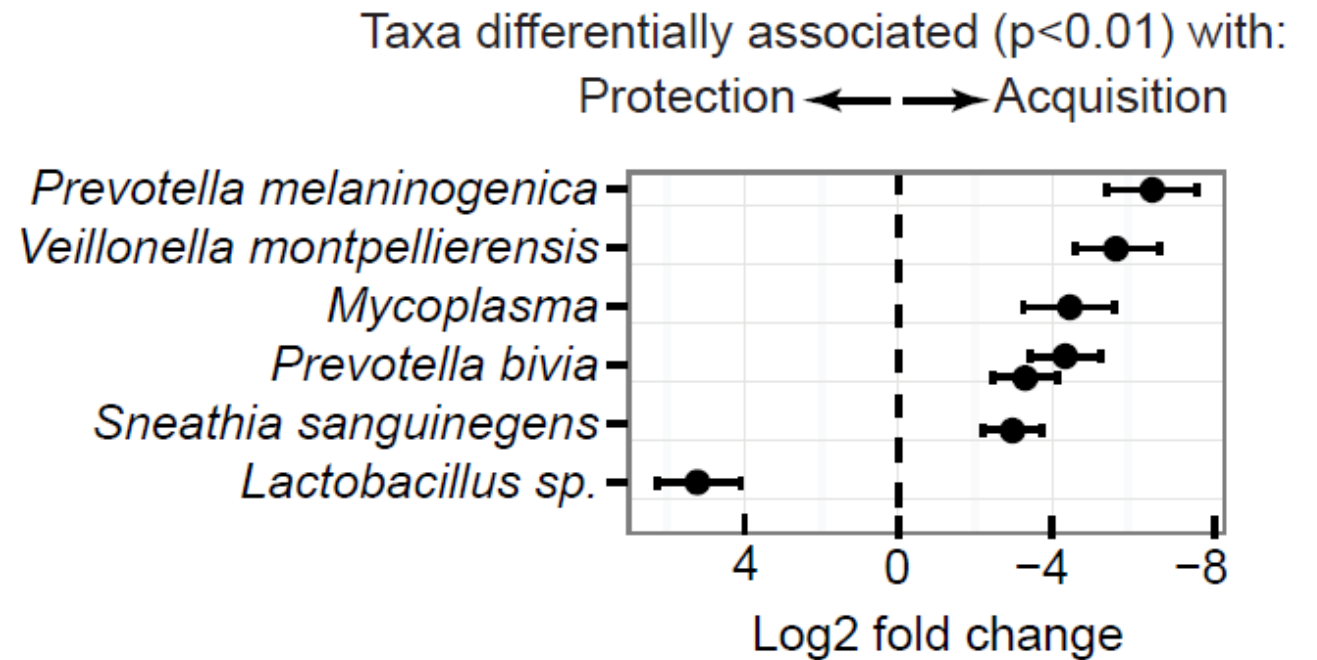 Taxa differentially associated (p<0.01) with:
Protection Acquisition
Prevotella melaninogenica
Veillonella montpellierensis
Mycoplasma
Prevotella bivia
Sneathia sanguinegens
Lactobacillus sp.
4 0 −4 −8
Log2 fold change